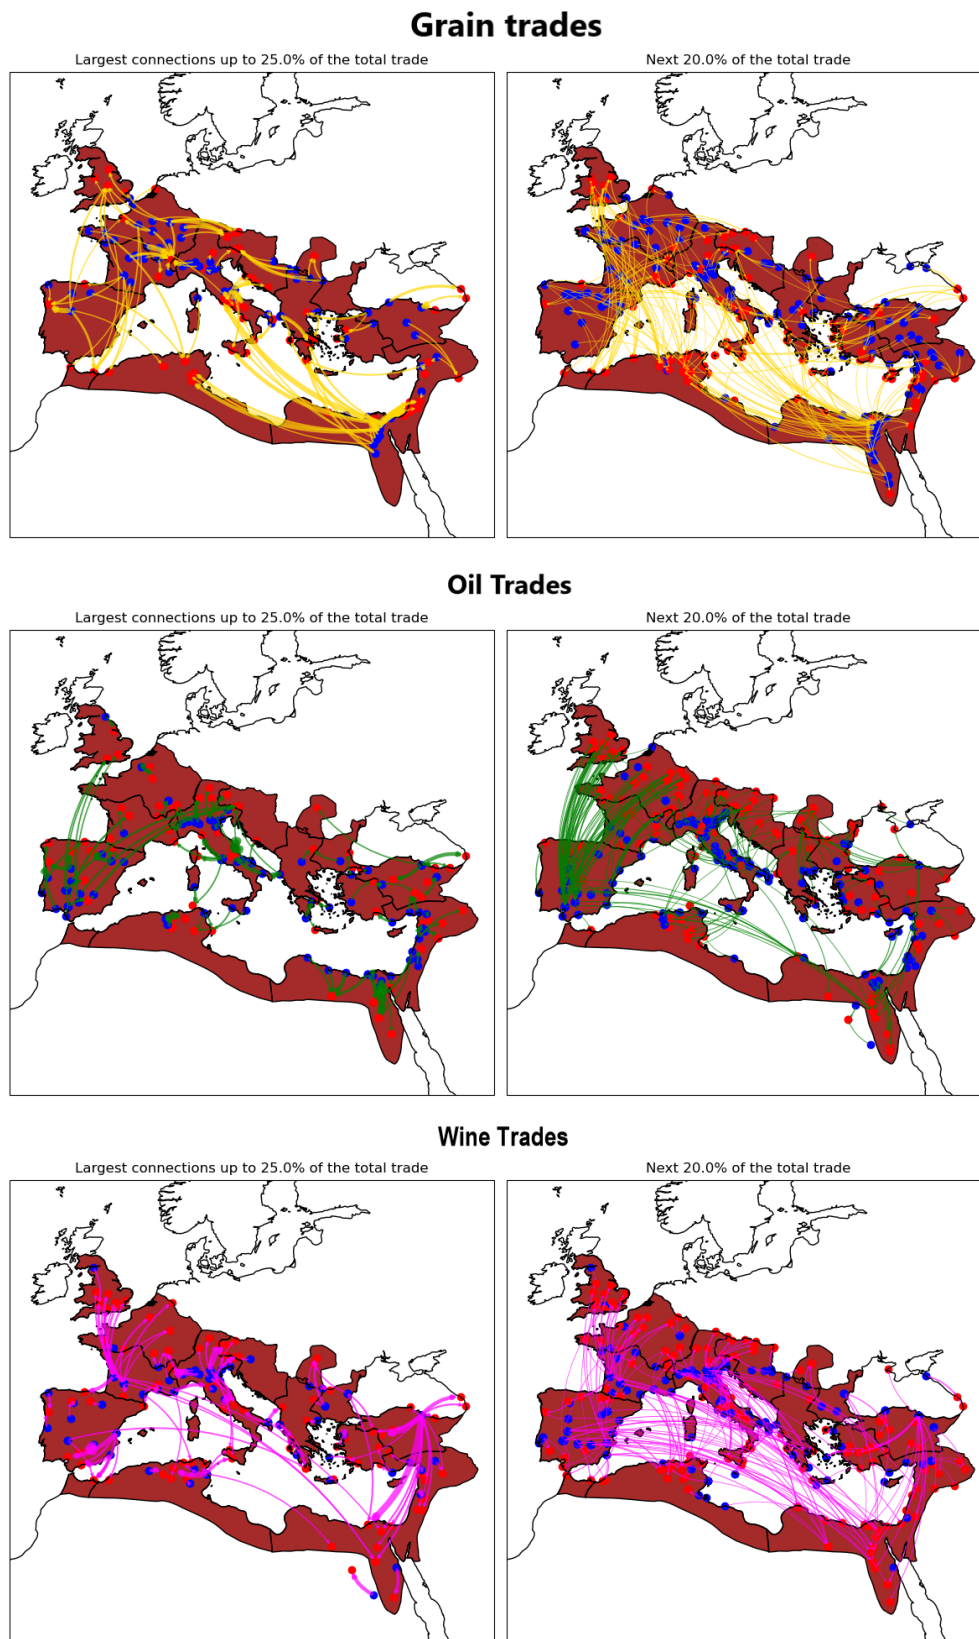 Grain trades
Largest connections up to 25.0% of the total trade
Next 20.0% of the total trade
Oil Trades
Largest connections up to 25.0% of the total trade
Next 20.0% of the total trade
Wine Trades
Largest connections up to 25.0% of the total trade
Next 20.0% of the total trade